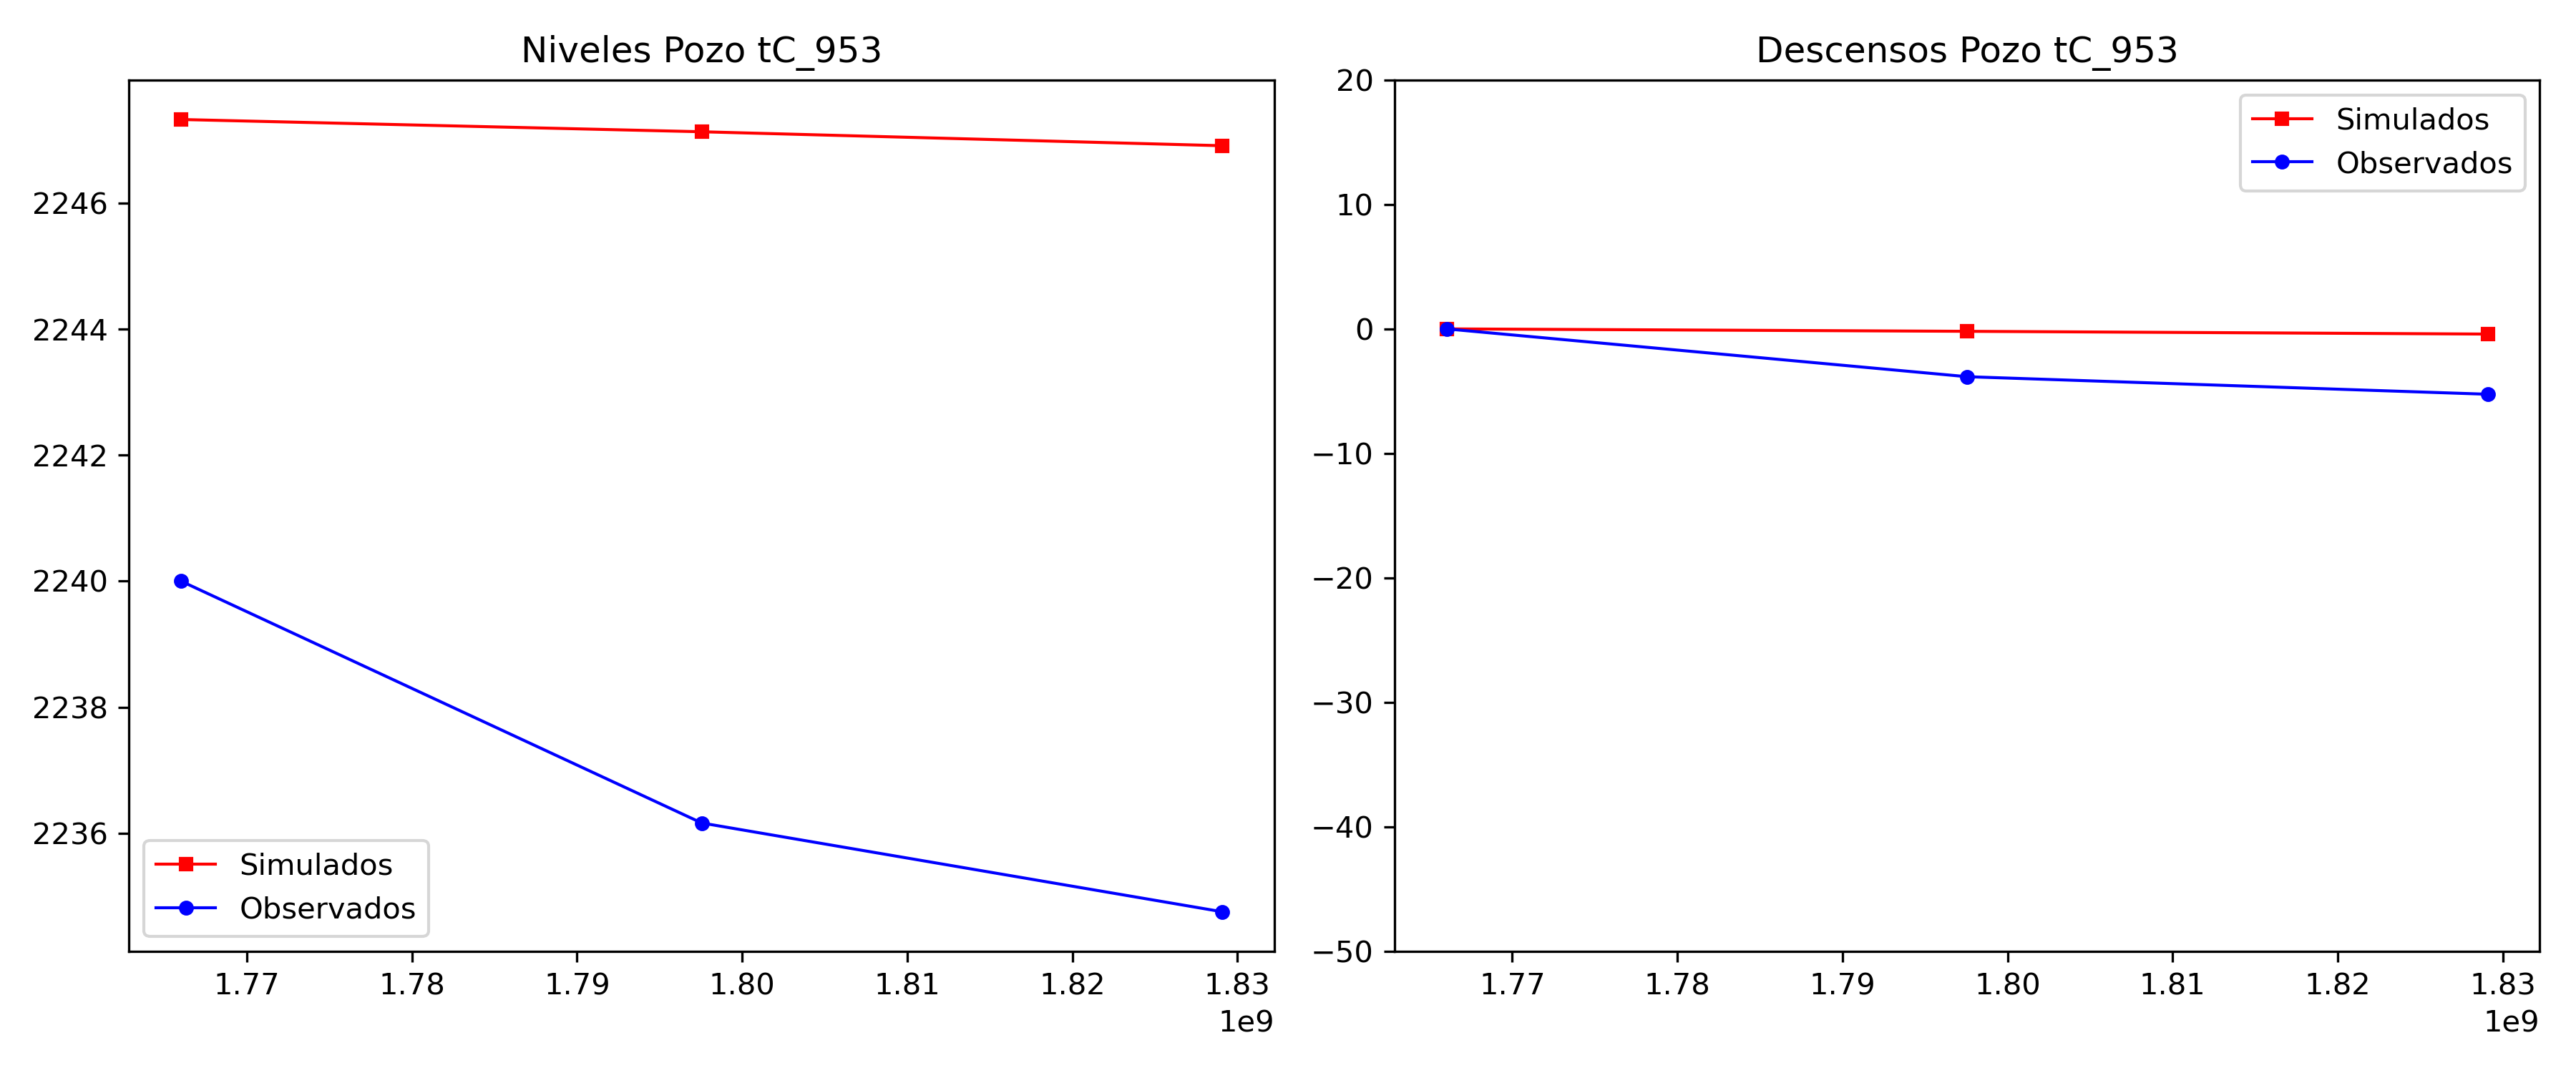 Niveles Pozo tC_953
2246
2244
2242
2240
2238
2236
Simulados
Observados
1.77 1.78 1.79 1.80 1.81 1.82 1.83
1e9
Descensos Pozo tC_953
20
10
0
−10
−20
−30
−40
−50
Simulados
Observados
1.77 1.78 1.79 1.80 1.81 1.82 1.83
1e9